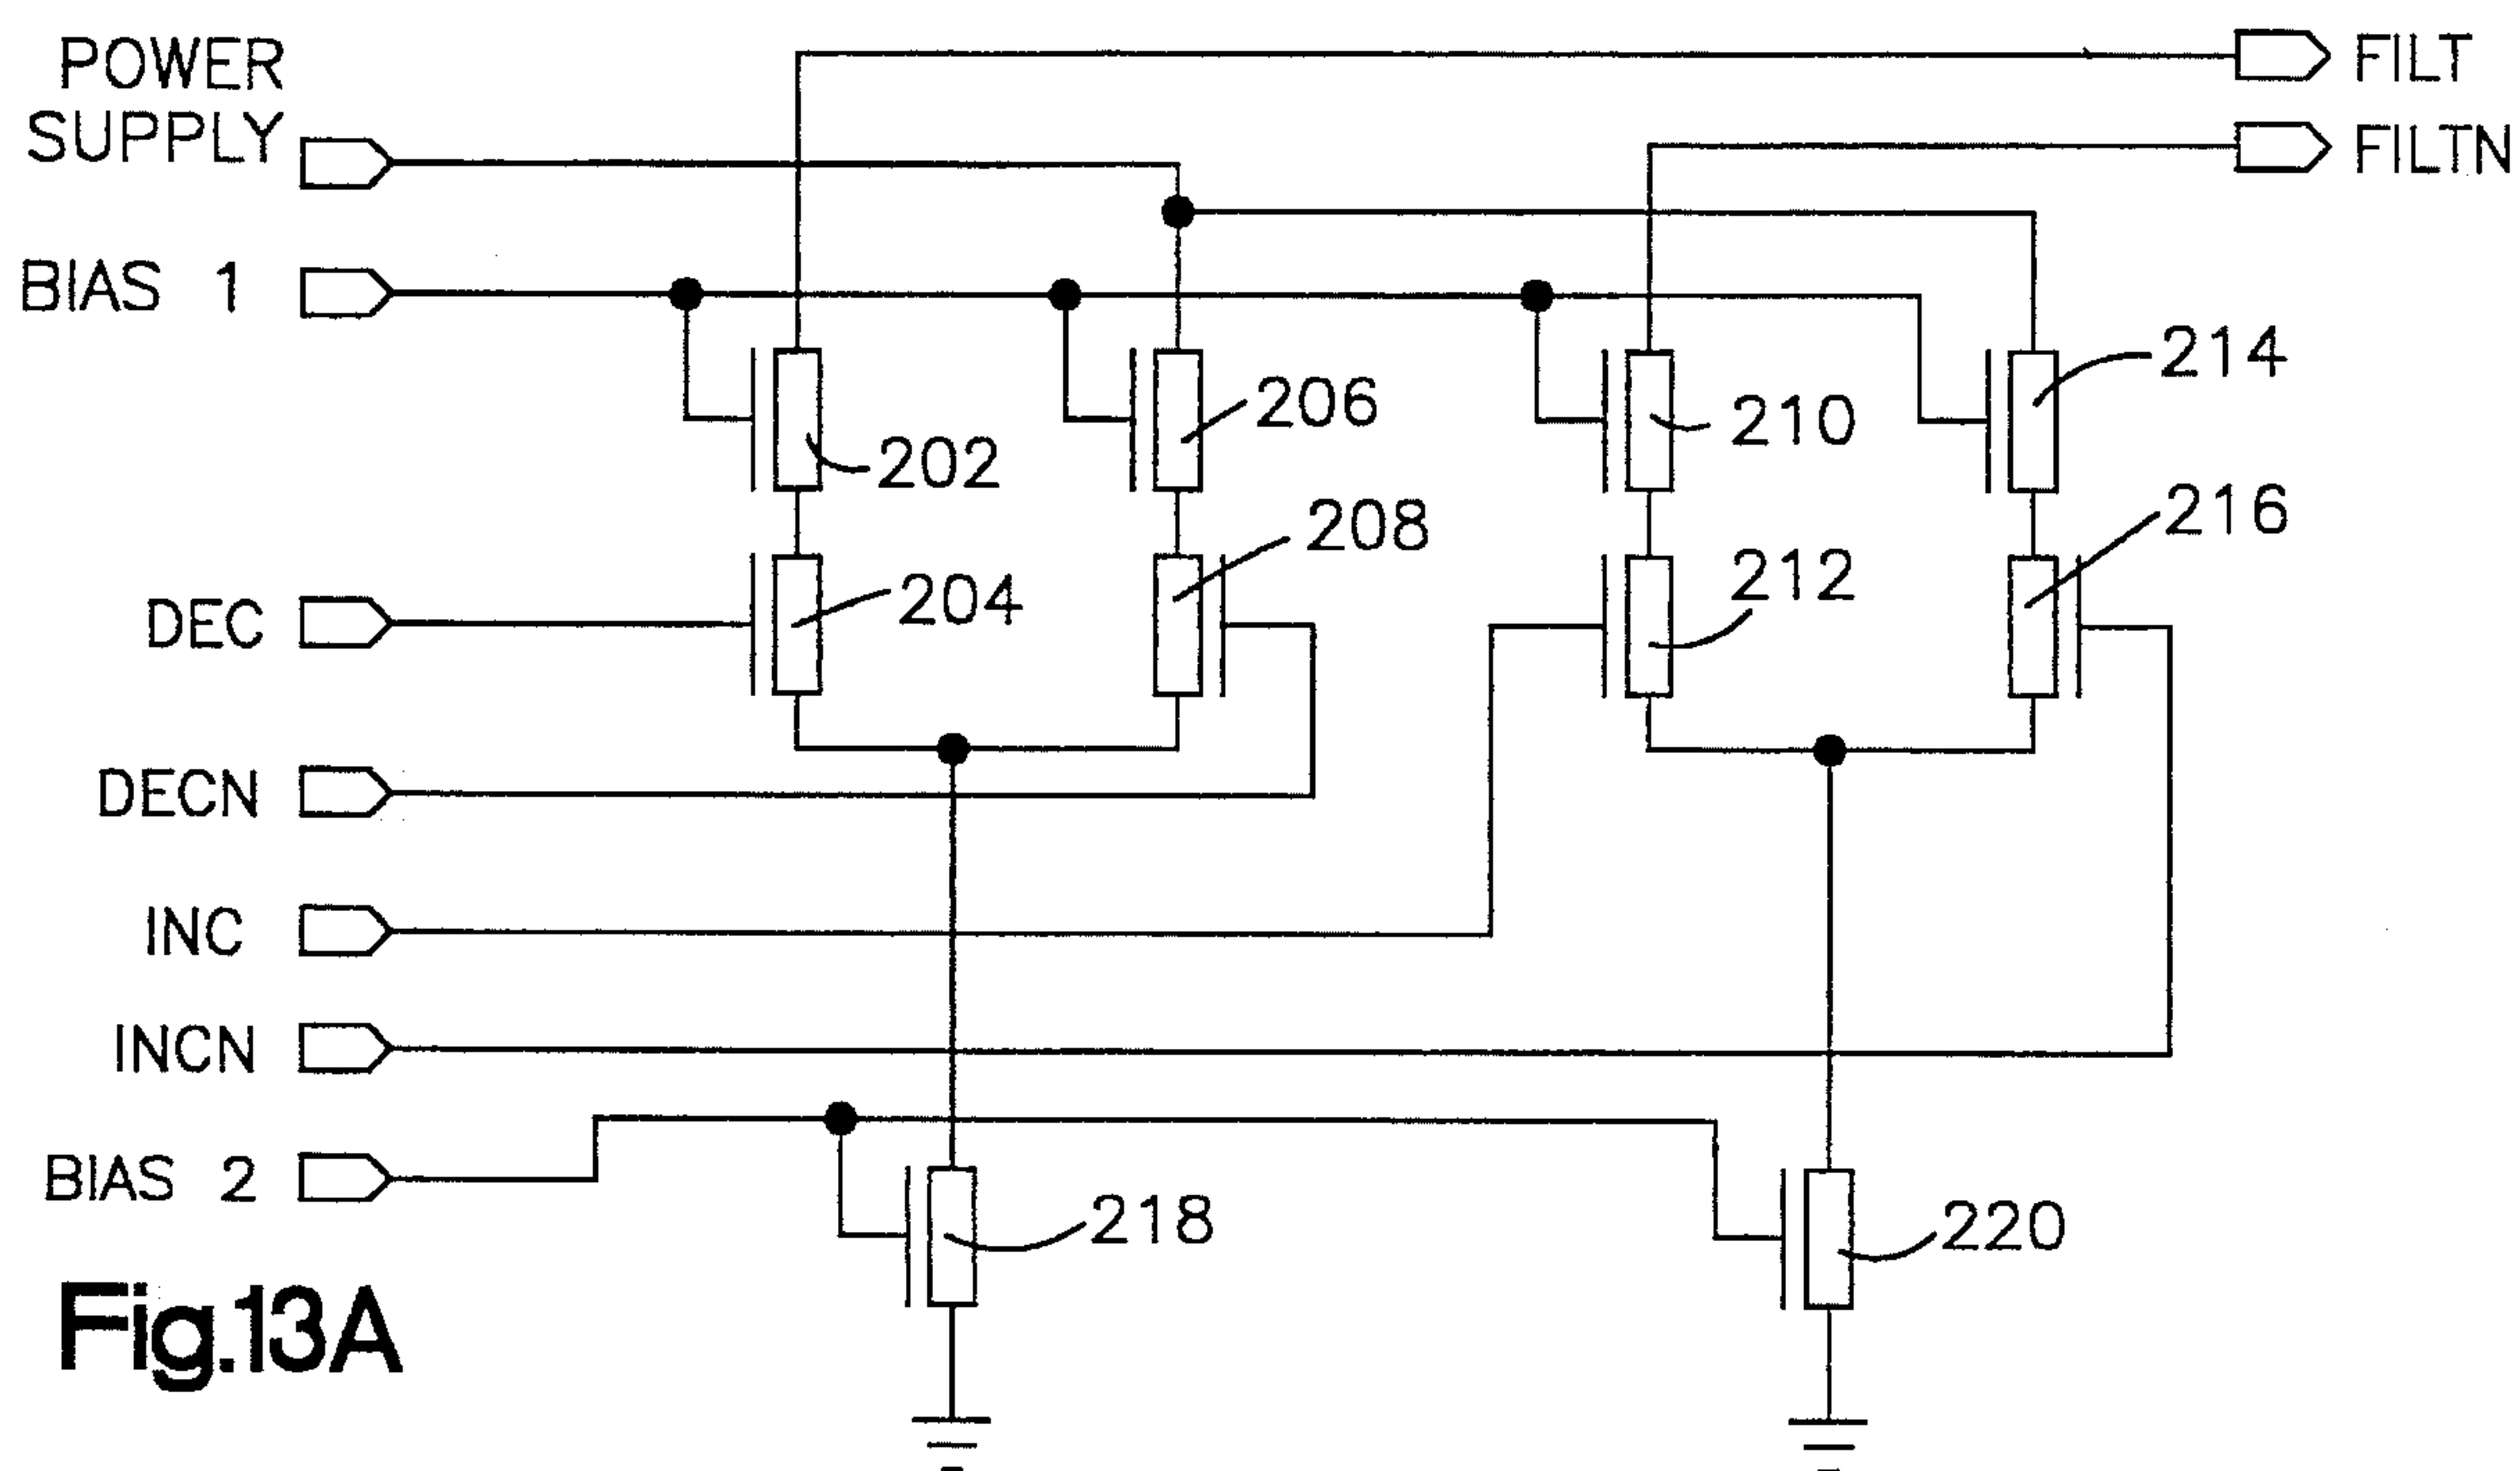 POWER
SUPPLY
FILT
FILTN
BIAS 1
214
206
210
202
216
208
212
204
DEC
DECN
INC
INCN
BIAS 2
218
220
Fig.13A